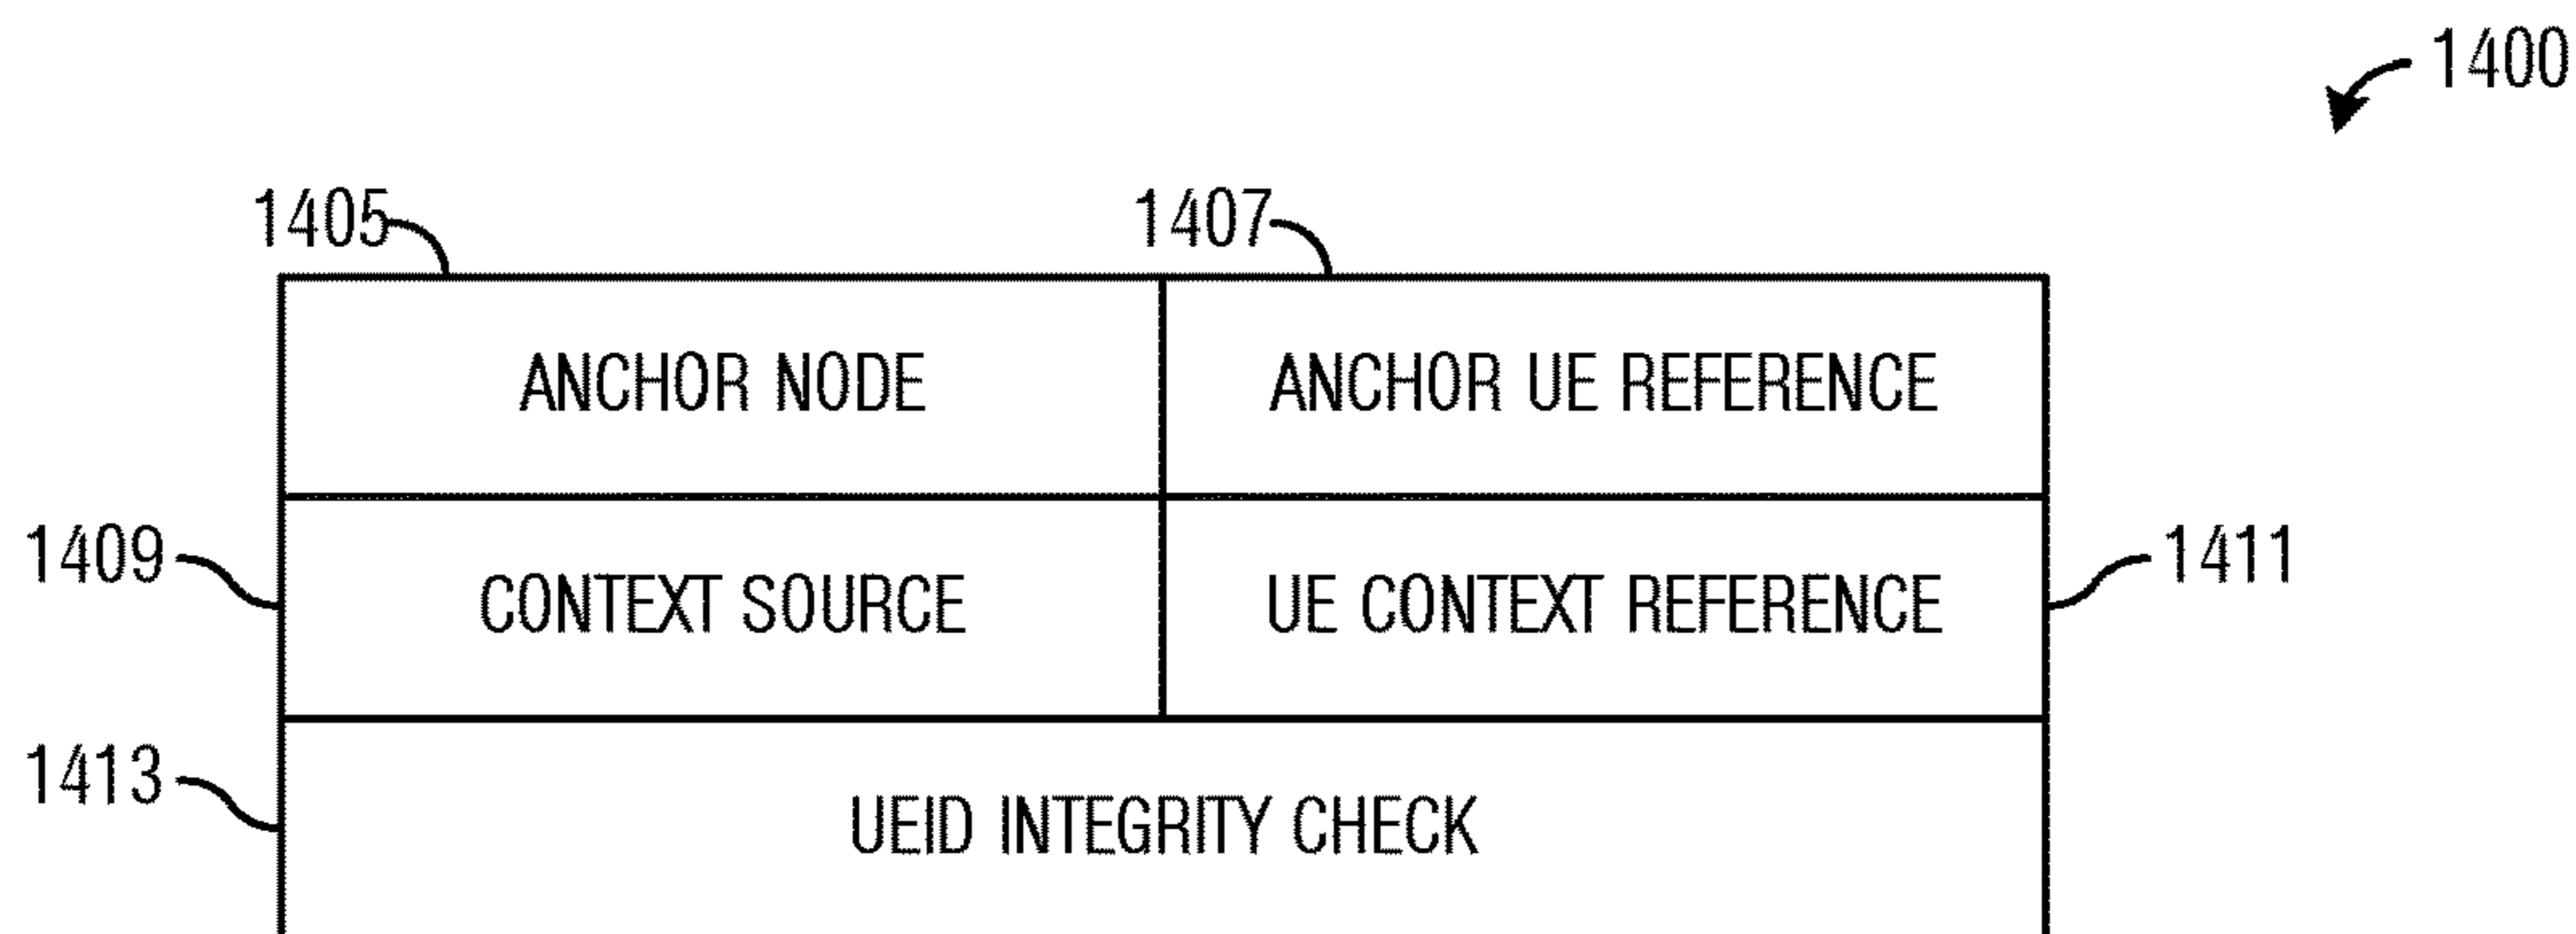 1400
1405
1407
ANCHOR NODE
ANCHOR UE REFERENCE
1409
CONTEXT SOURCE
UE CONTEXT REFERENCE
1411
1413
UEID INTEGRITY CHECK